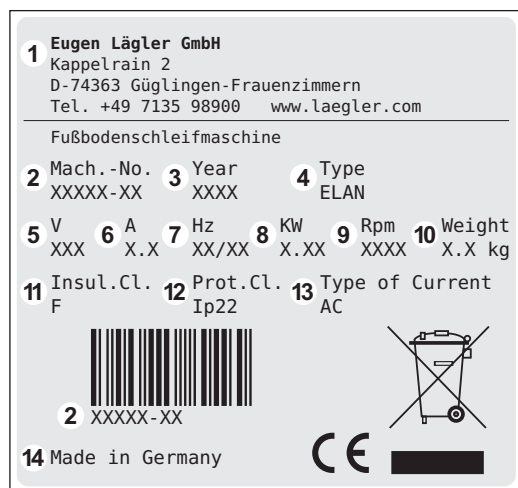 1 Eugen Lägler GmbH
Kappelrain 2
D-74363 Güglingen-Frauenzimmern
Tel. +49 7135 98900 www.laegler.com
Fußbodenschleifmaschine
2 Mach.-No. 3 Year 4 Type
XXXXX-XX XXXX ELAN
5 V 6 A 7 Hz 8 KW 9 Rpm 10 Weight
XXX X.X XX/XX X.XX XXXX X.X kg
11 Insul.Cl. 12 Prot.Cl. 13 Type of Current
F Ip22 AC
2 XXXXX-XX
14 Made in Germany CE